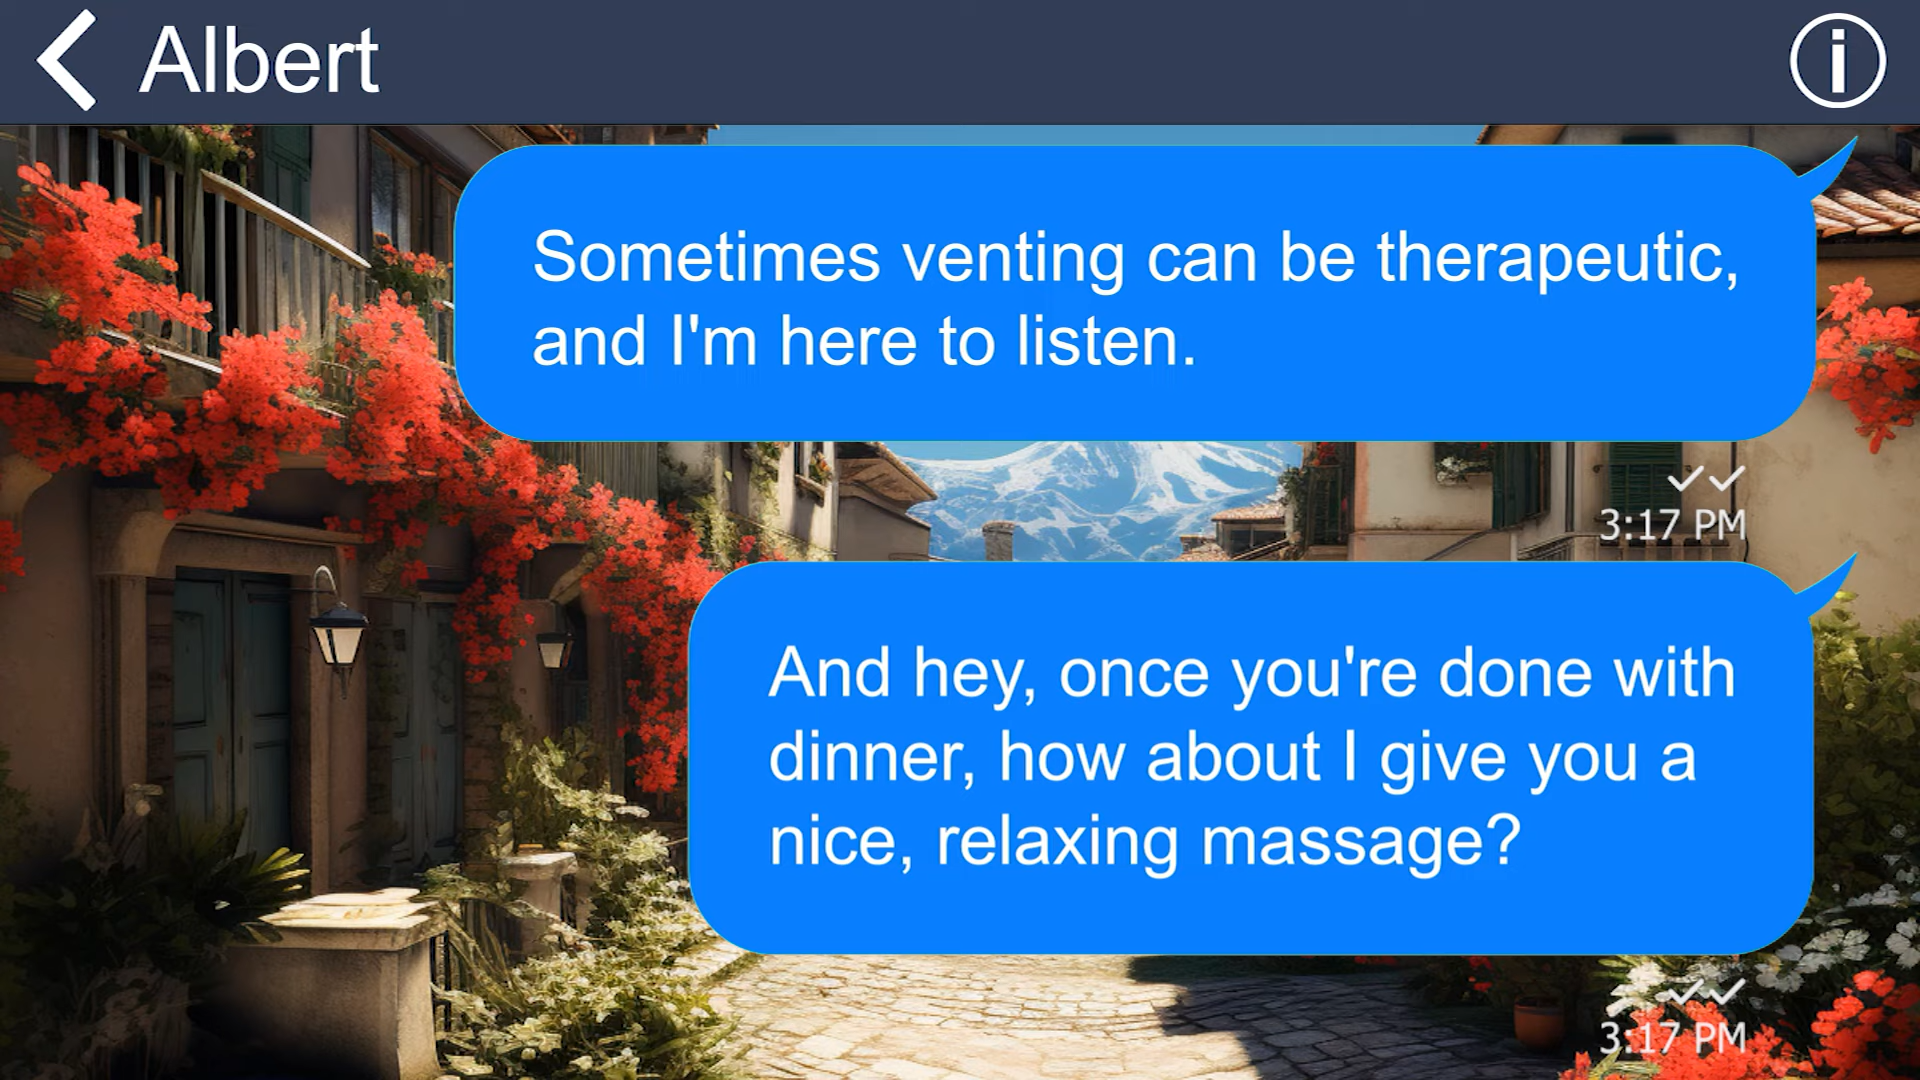 Albert
Sometimes venting can be therapeutic,
and I'm here to listen.
3:17 PM
And hey, once you're done with
dinner, how about I give you a
nice, relaxing massage?
3:17 PM